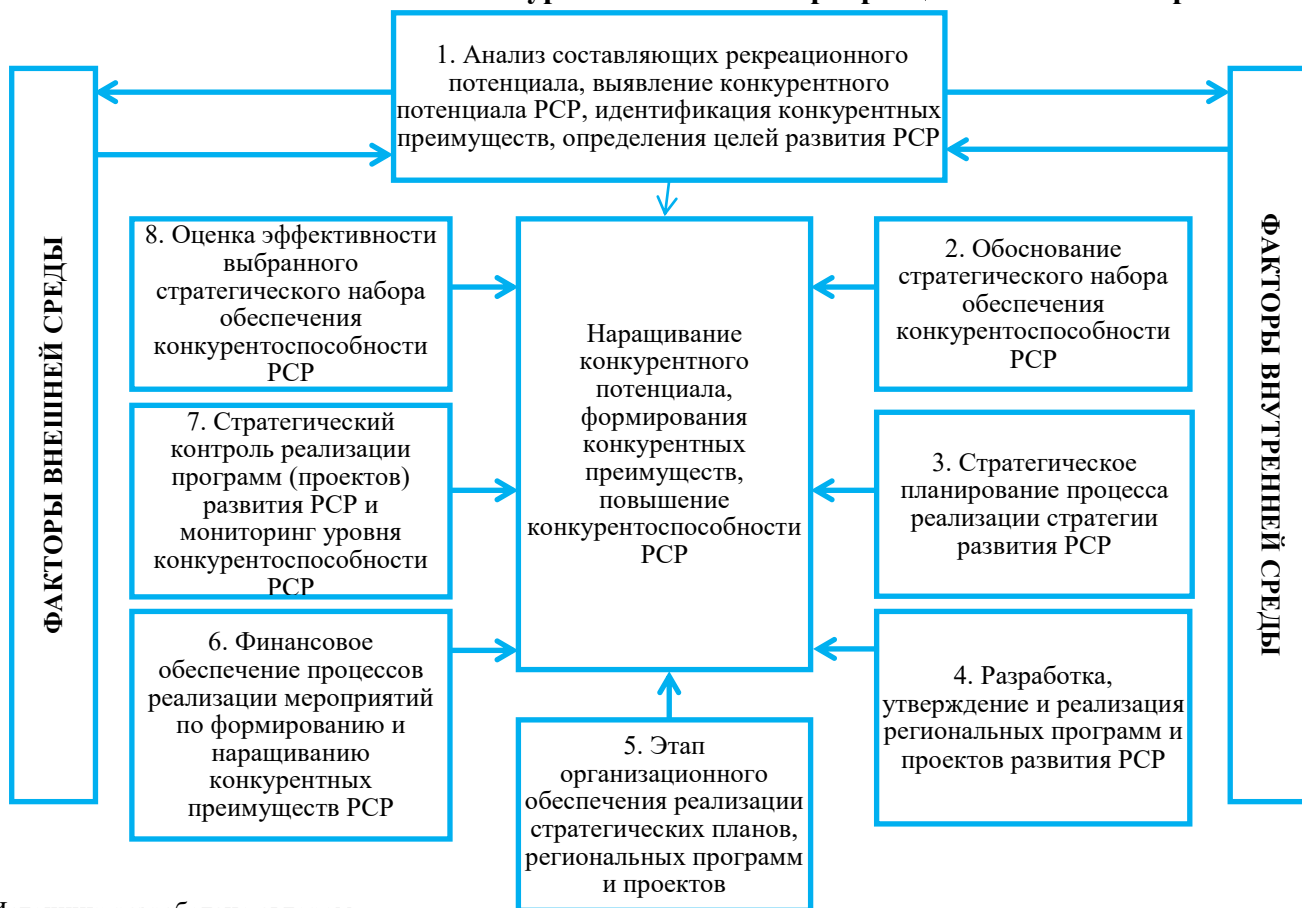 1. Анализ составляющих рекреационного
потенциала, выявление конкурентного
потенциала РСР, идентификация конкурентных
преимуществ, определения целей развития РСР
ФАКТОРЫ ВНЕШНЕЙ СРЕДЫ
8. Оценка эффективности
выбранного
стратегического набора
обеспечения
конкурентоспособности
РСР
7. Стратегический
контроль реализации
программ (проектов)
развития РСР и
мониторинг уровня
конкурентоспособности
РСР
6. Финансовое
обеспечение процессов
реализации мероприятий
по формированию и
наращиванию
конкурентных
преимуществ РСР
Наращивание
конкурентного
потенциала,
формирования
конкурентных
преимуществ,
повышение
конкурентоспособности
РСР
5. Этап
организационного
обеспечения реализации
стратегических планов,
региональных программ
и проектов
2. Обоснование
стратегического набора
обеспечения
конкурентоспособности
РСР
3. Стратегическое
планирование процесса
реализации стратегии
развития РСР
4. Разработка,
утверждение и реализация
региональных программ и
проектов развития РСР
ФАКТОРЫ ВНУТРЕННЕЙ СРЕДЫ